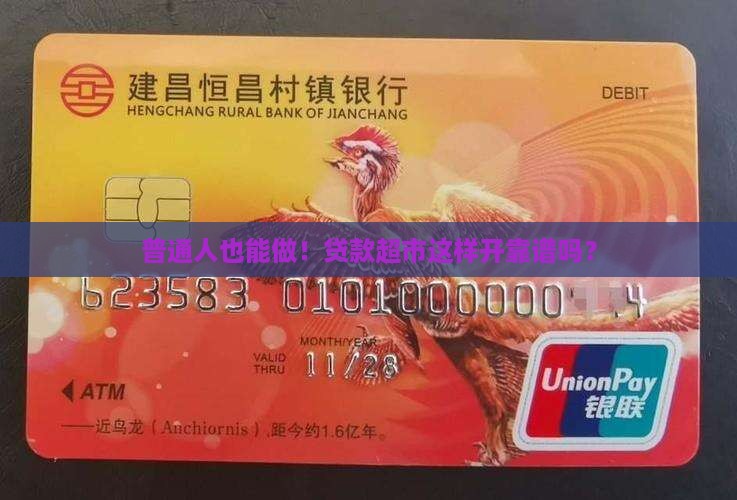 建昌恒昌村镇银行
HENGCHANG RURAL BANK OF JIANCHANG
DEBIT
普通人也能做！贷款超市这样开靠谱吗？
623583 0101000000 4
MONTH/YEAR
VALID THRU 11/28
ATM
UnionPay
银联
——近鸟龙（Anchiornis）,距今约1.6亿年。